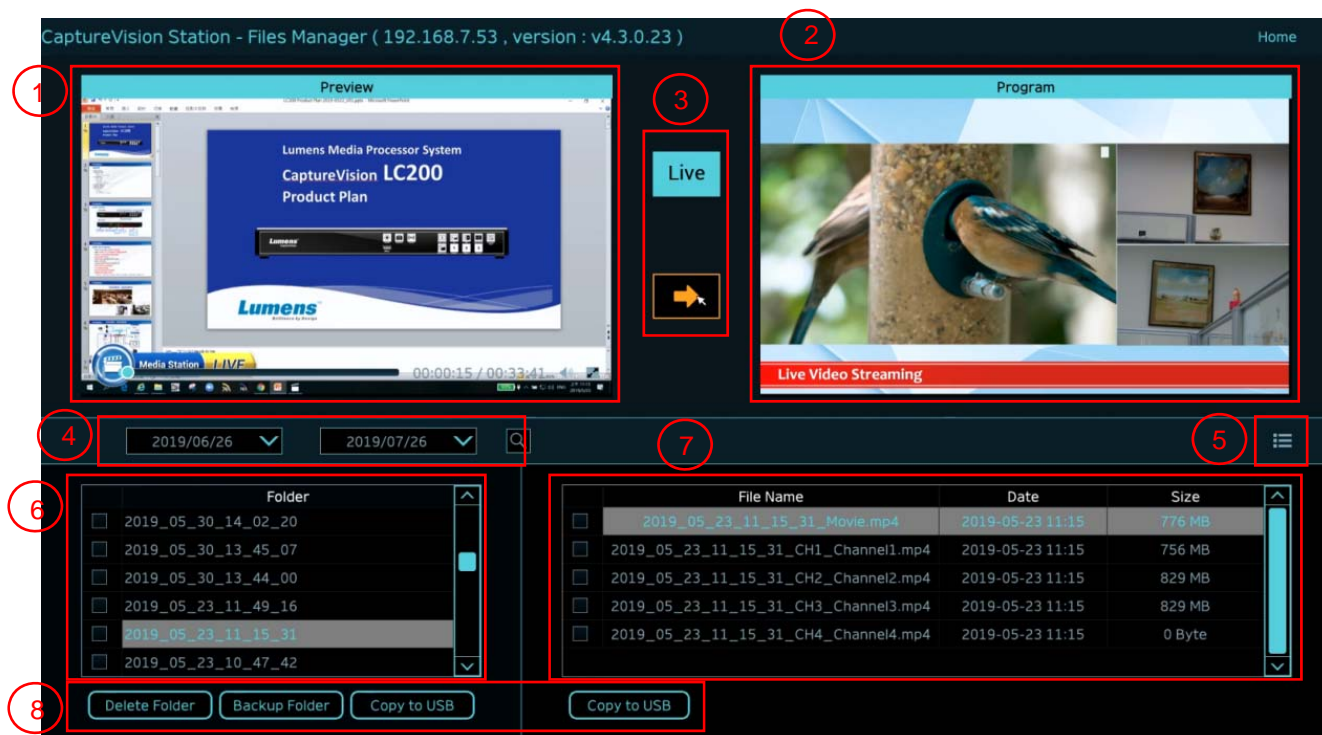 CaptureVision Station - Files Manager ( 192.168.7.53 , version : v4.3.0.23 )
2
Home
1
Preview
3
Program
Lumens Media Processor System
CaptureVision LC200
Product Plan
Lumens
Live
Lumens
Media Station
LIVE
00:00:15 / 00:33:41
Live Video Streaming
4
2019/06/26
2019/07/26
7
5
6
Folder
2019_05_30_14_02_20
2019_05_30_13_45_07
2019_05_30_13_44_00
2019_05_23_11_49_16
2019_05_23_11_15_31
2019_05_23_10_47_42
File Name Date Size
2019_05_23_11_15_31_Movie.mp4 2019-05-23 11:15 776 MB
2019_05_23_11_15_31_CH1_Channel1.mp4 2019-05-23 11:15 756 MB
2019_05_23_11_15_31_CH2_Channel2.mp4 2019-05-23 11:15 829 MB
2019_05_23_11_15_31_CH3_Channel3.mp4 2019-05-23 11:15 829 MB
2019_05_23_11_15_31_CH4_Channel4.mp4 2019-05-23 11:15 0 Byte
8
Delete Folder
Backup Folder
Copy to USB
Copy to USB